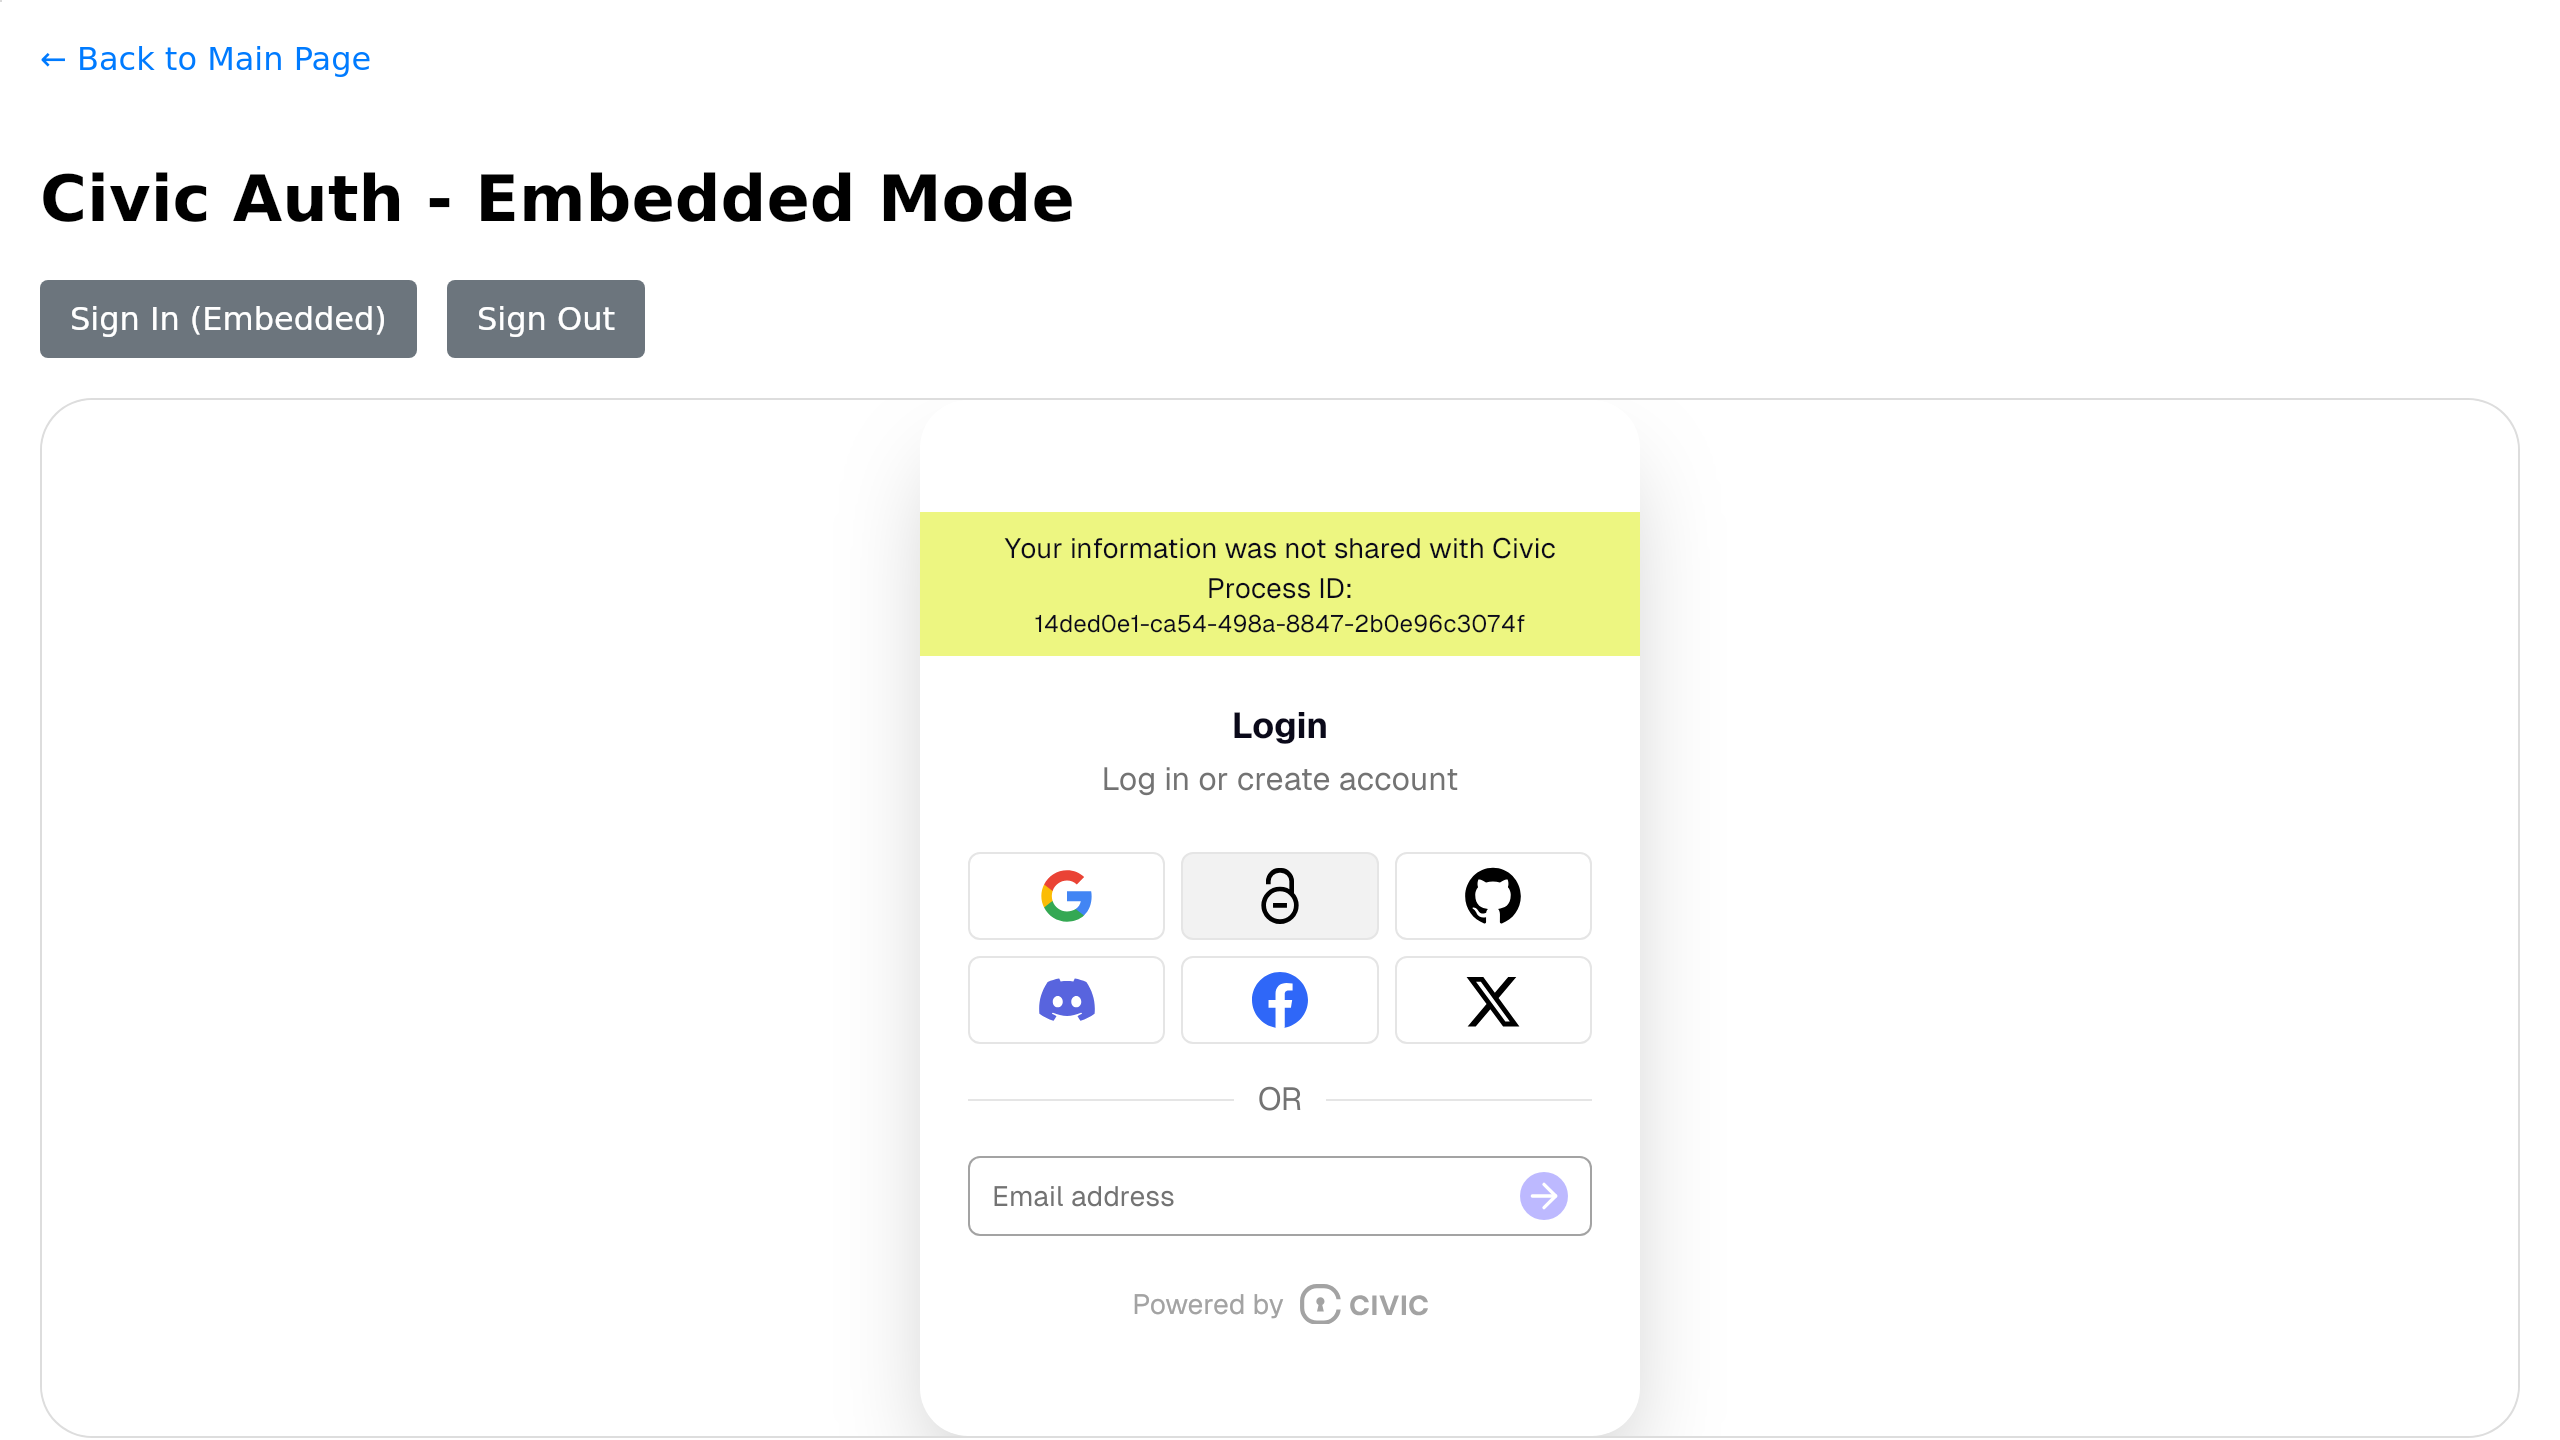 ← Back to Main Page
Civic Auth - Embedded Mode
Sign In (Embedded)
Sign Out
Your information was not shared with Civic
Process ID:
14ded0e1-ca54-498a-8847-2b0e96c3074f
Login
Log in or create account
OR
Email address
Powered by CIVIC